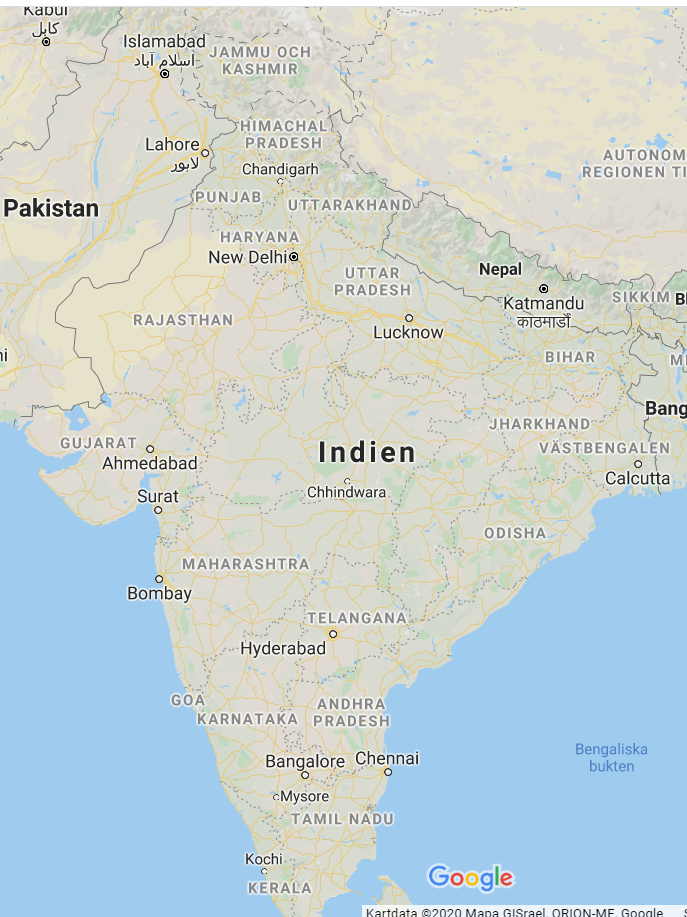 Kabul
کابل
Islamabad
اسلام آباد
JAMMU OCH
KASHMIR
HIMACHAL
PRADESH
Lahore
لاہور
Chandigarh
AUTONOM
REGIONEN TI
Pakistan
PUNJAB
UTTARAKHAND
HARYANA
New Delhi
UTTAR
PRADESH
Nepal
Katmandu
काठमाडौं
SIKKIM
RAJASTHAN
Lucknow
BIHAR
JHARKHAND
Bang
GUJARAT
Ahmedabad
Indien
VÄSTBENGALEN
Calcutta
Surat
Chhindwara
ODISHA
MAHARASHTRA
Bombay
TELANGANA
Hyderabad
GOA
KARNATAKA
ANDHRA
PRADESH
Bengaliska
bukten
Bangalore
Chennai
Mysore
TAMIL NADU
Kochi
KERALA
Google
Kartdata ©2020 Mapa GISrael, ORION-ME, Google